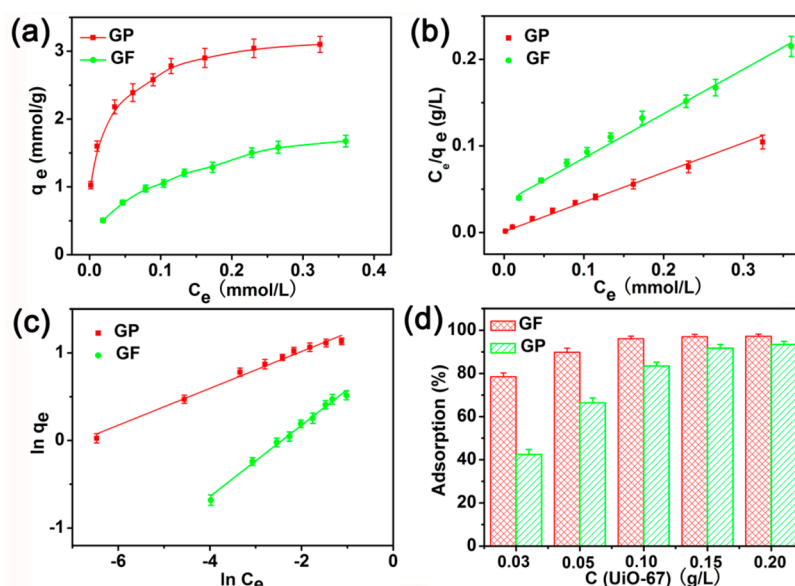 (a)
GP
GF
q e (mmol/g)
3
2
1
0
0.0 0.1 0.2 0.3 0.4
C e (mmol/L)
(b)
GP
GF
C e /q e (g/L)
0.2
0.1
0.0
0.0 0.1 0.2 0.3
C e (mmol/L)
(c)
GP
GF
ln q e
1
0
-1
-6 -4 -2 0
ln C e
(d)
GF
GP
Adsorption (%)
100
80
60
40
20
0
0.03 0.05 0.10 0.15 0.20
C (UiO-67) (g/L)